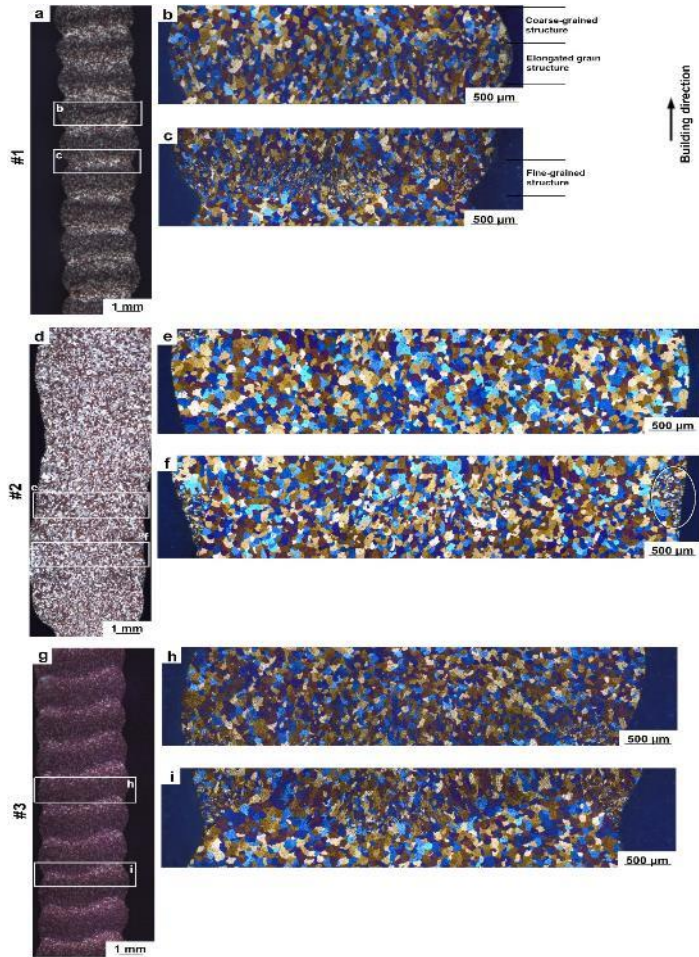 #1
a
b
c
1 mm
b
500 µm
Coarse-grained
structure
Elongated grain
structure
c
500 µm
Fine-grained
structure
Building direction
#2
d
e
f
1 mm
e
500 µm
f
500 µm
#3
g
h
i
1 mm
h
500 µm
i
500 µm